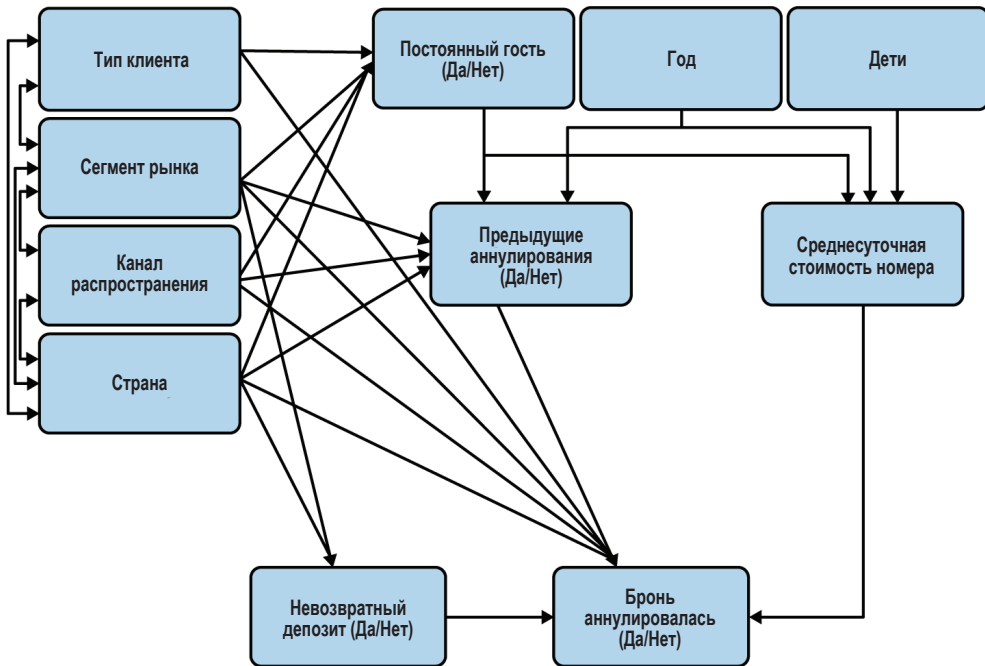 Тип клиента
Постоянный гость
(Да/Нет)
Год
Дети
Сегмент рынка
Предыдущие
аннулирования
(Да/Нет)
Среднесуточная
стоимость номера
Канал
распространения
Страна
Невозвратный
депозит (Да/Нет)
Бронь
аннулировалась
(Да/Нет)